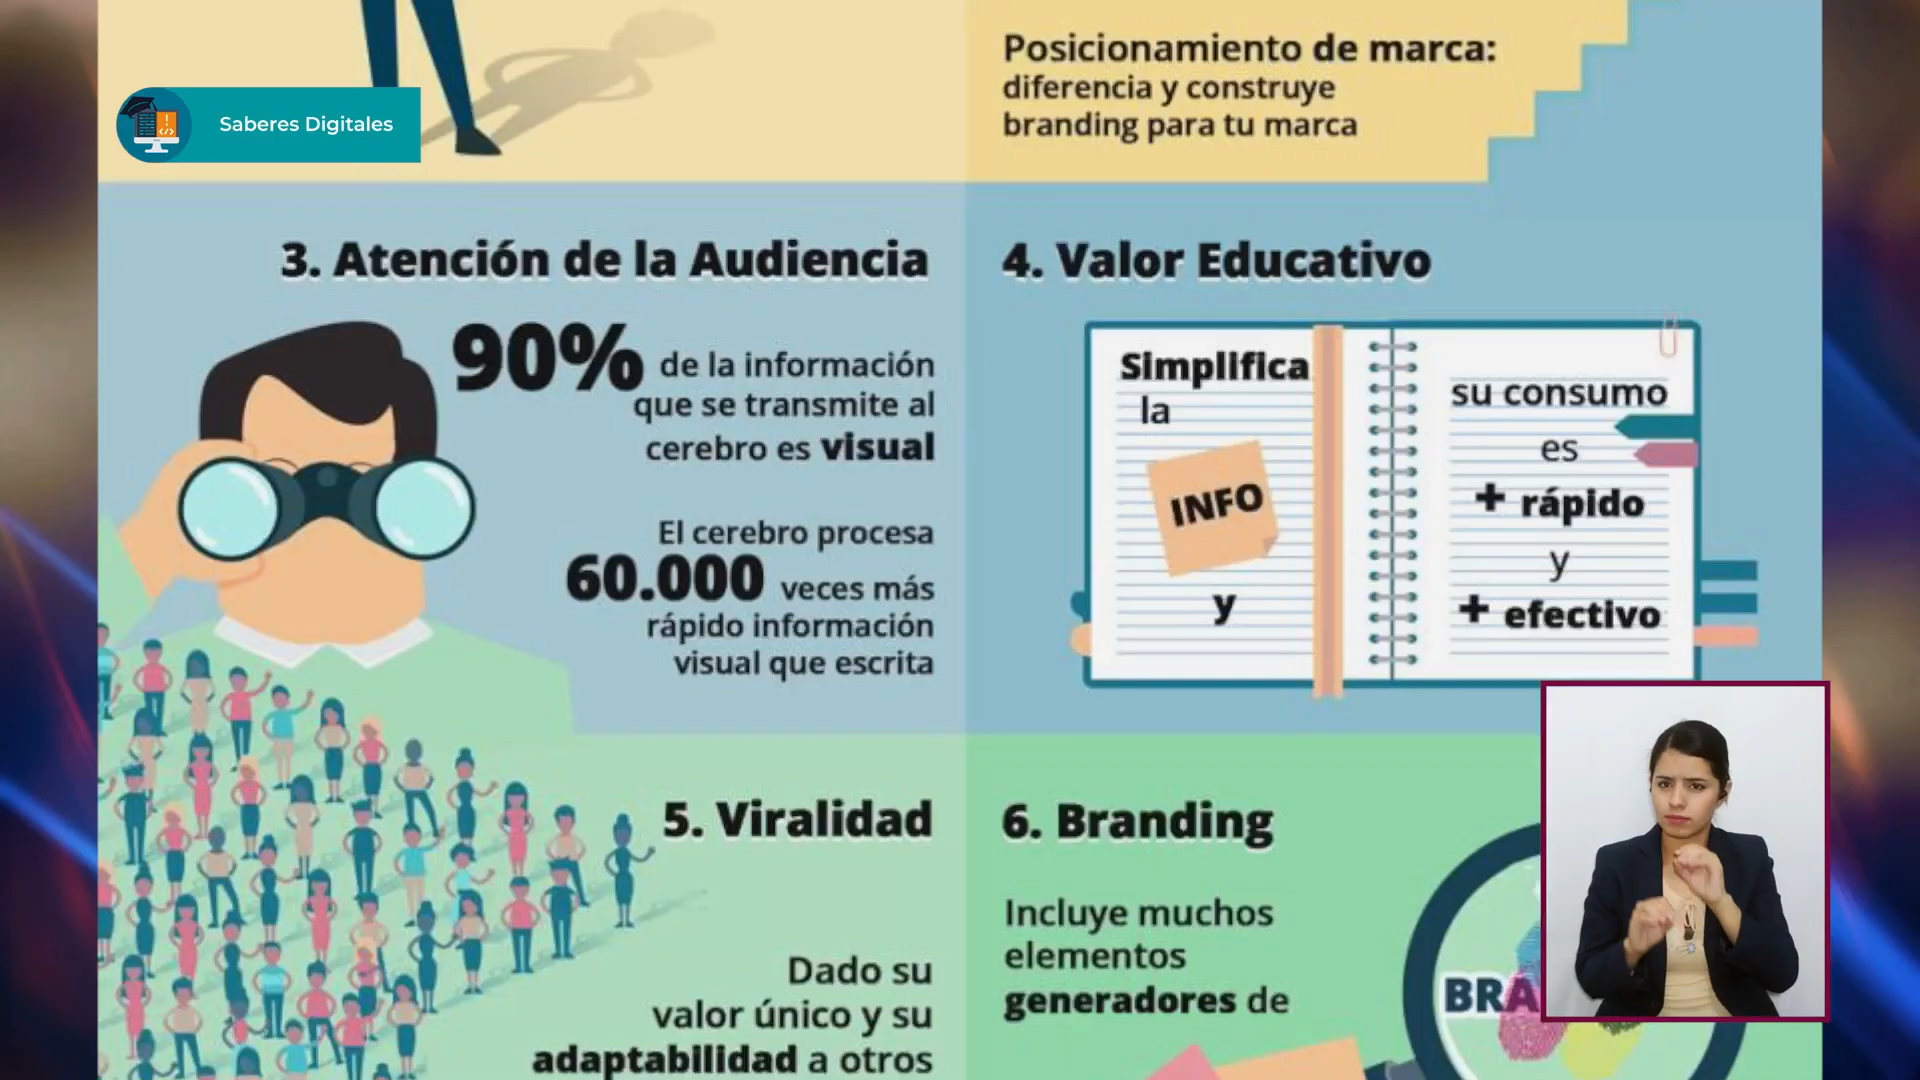 Saberes Digitales
Posicionamiento de marca:
diferencia y construye
branding para tu marca
3. Atención de la Audiencia
90% de la información
que se transmite al
cerebro es visual
El cerebro procesa
60.000 veces más
rápido información
visual que escrita
4. Valor Educativo
Simplifica
la
INFO
y
su consumo
es
+ rápido
y
+ efectivo
5. Viralidad
Dado su
valor único y su
adaptabilidad a otros
6. Branding
Incluye muchos
elementos
generadores de
BRA